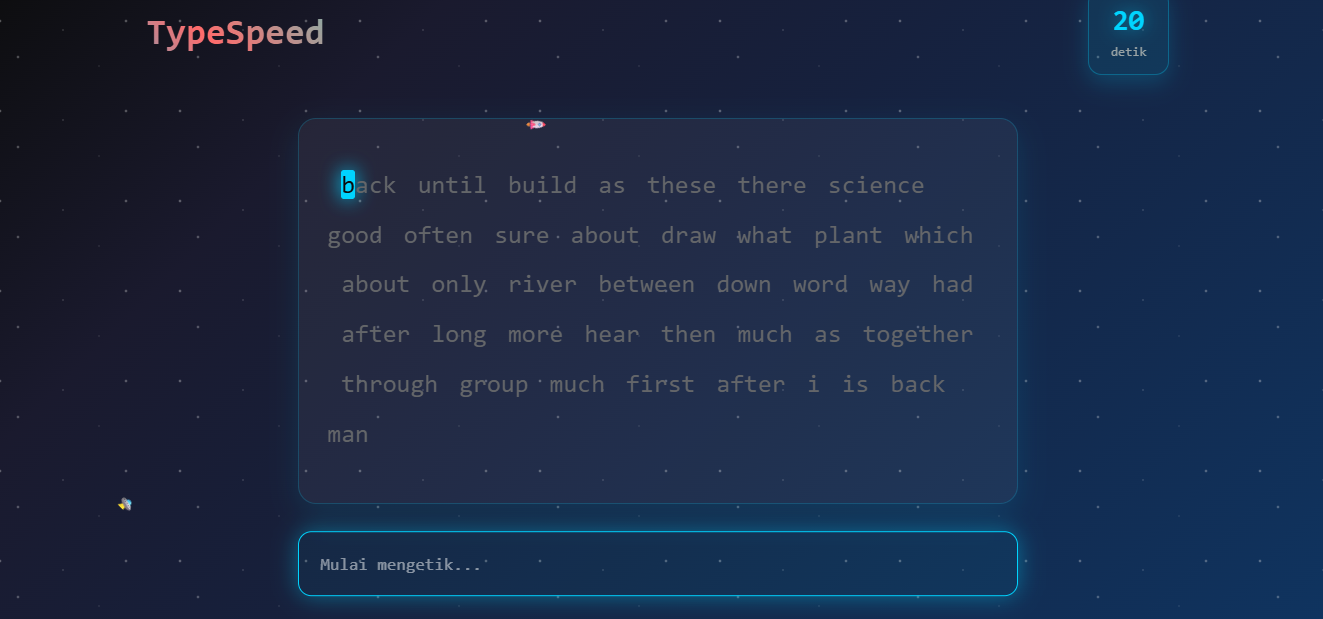 TypeSpeed
20
detik
back until build as these there science
good often sure about draw what plant which
about only river between down word way had
after long more hear then much as together
through group much first after i is back
man
Mulai mengetik...